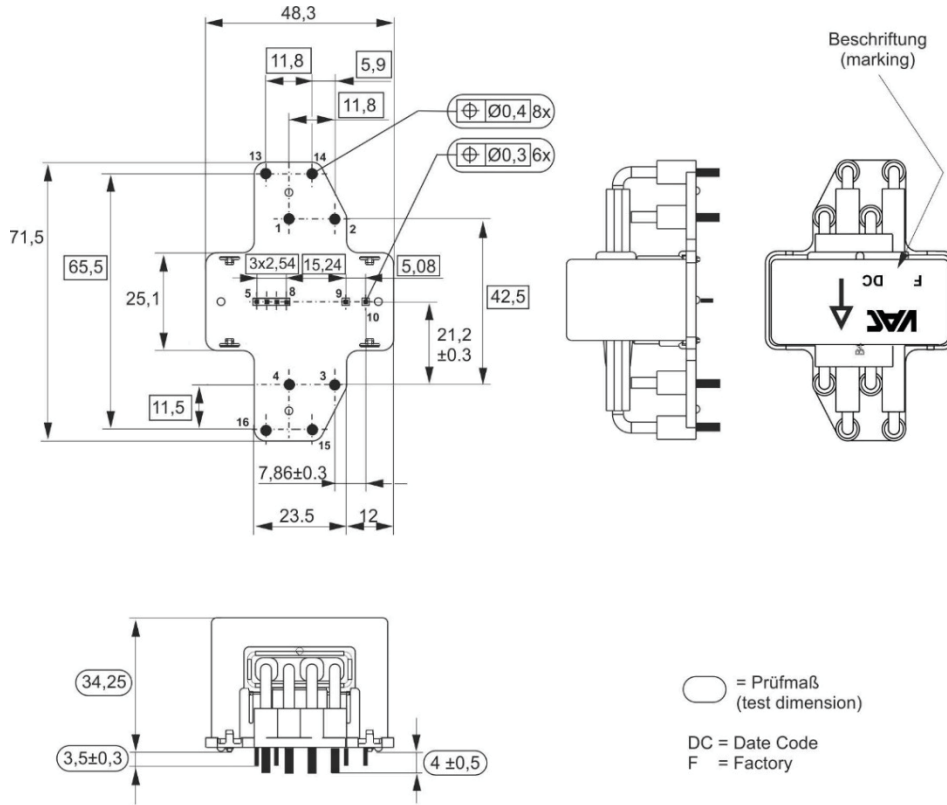 48,3
11,8
5,9
11,8
Ø0,4 8x
Ø0,3 6x
13
14
1
2
71,5
65,5
25,1
3x2,54
15,24
5,08
5
8
9
10
42,5
21,2
±0.3
4
3
11,5
16
15
7,86±0.3
23.5
12
Beschriftung
(marking)
F
DC
VAC
34,25
3,5±0,3
4 ±0,5
= Prüfmaß
(test dimension)
DC = Date Code
F = Factory